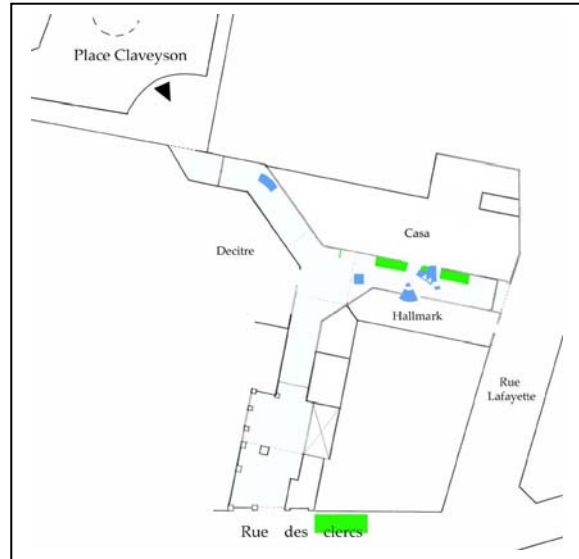 Place Claveyson
Casa
Decitre
Hallmark
Rue
Lafayette
Rue des clercs